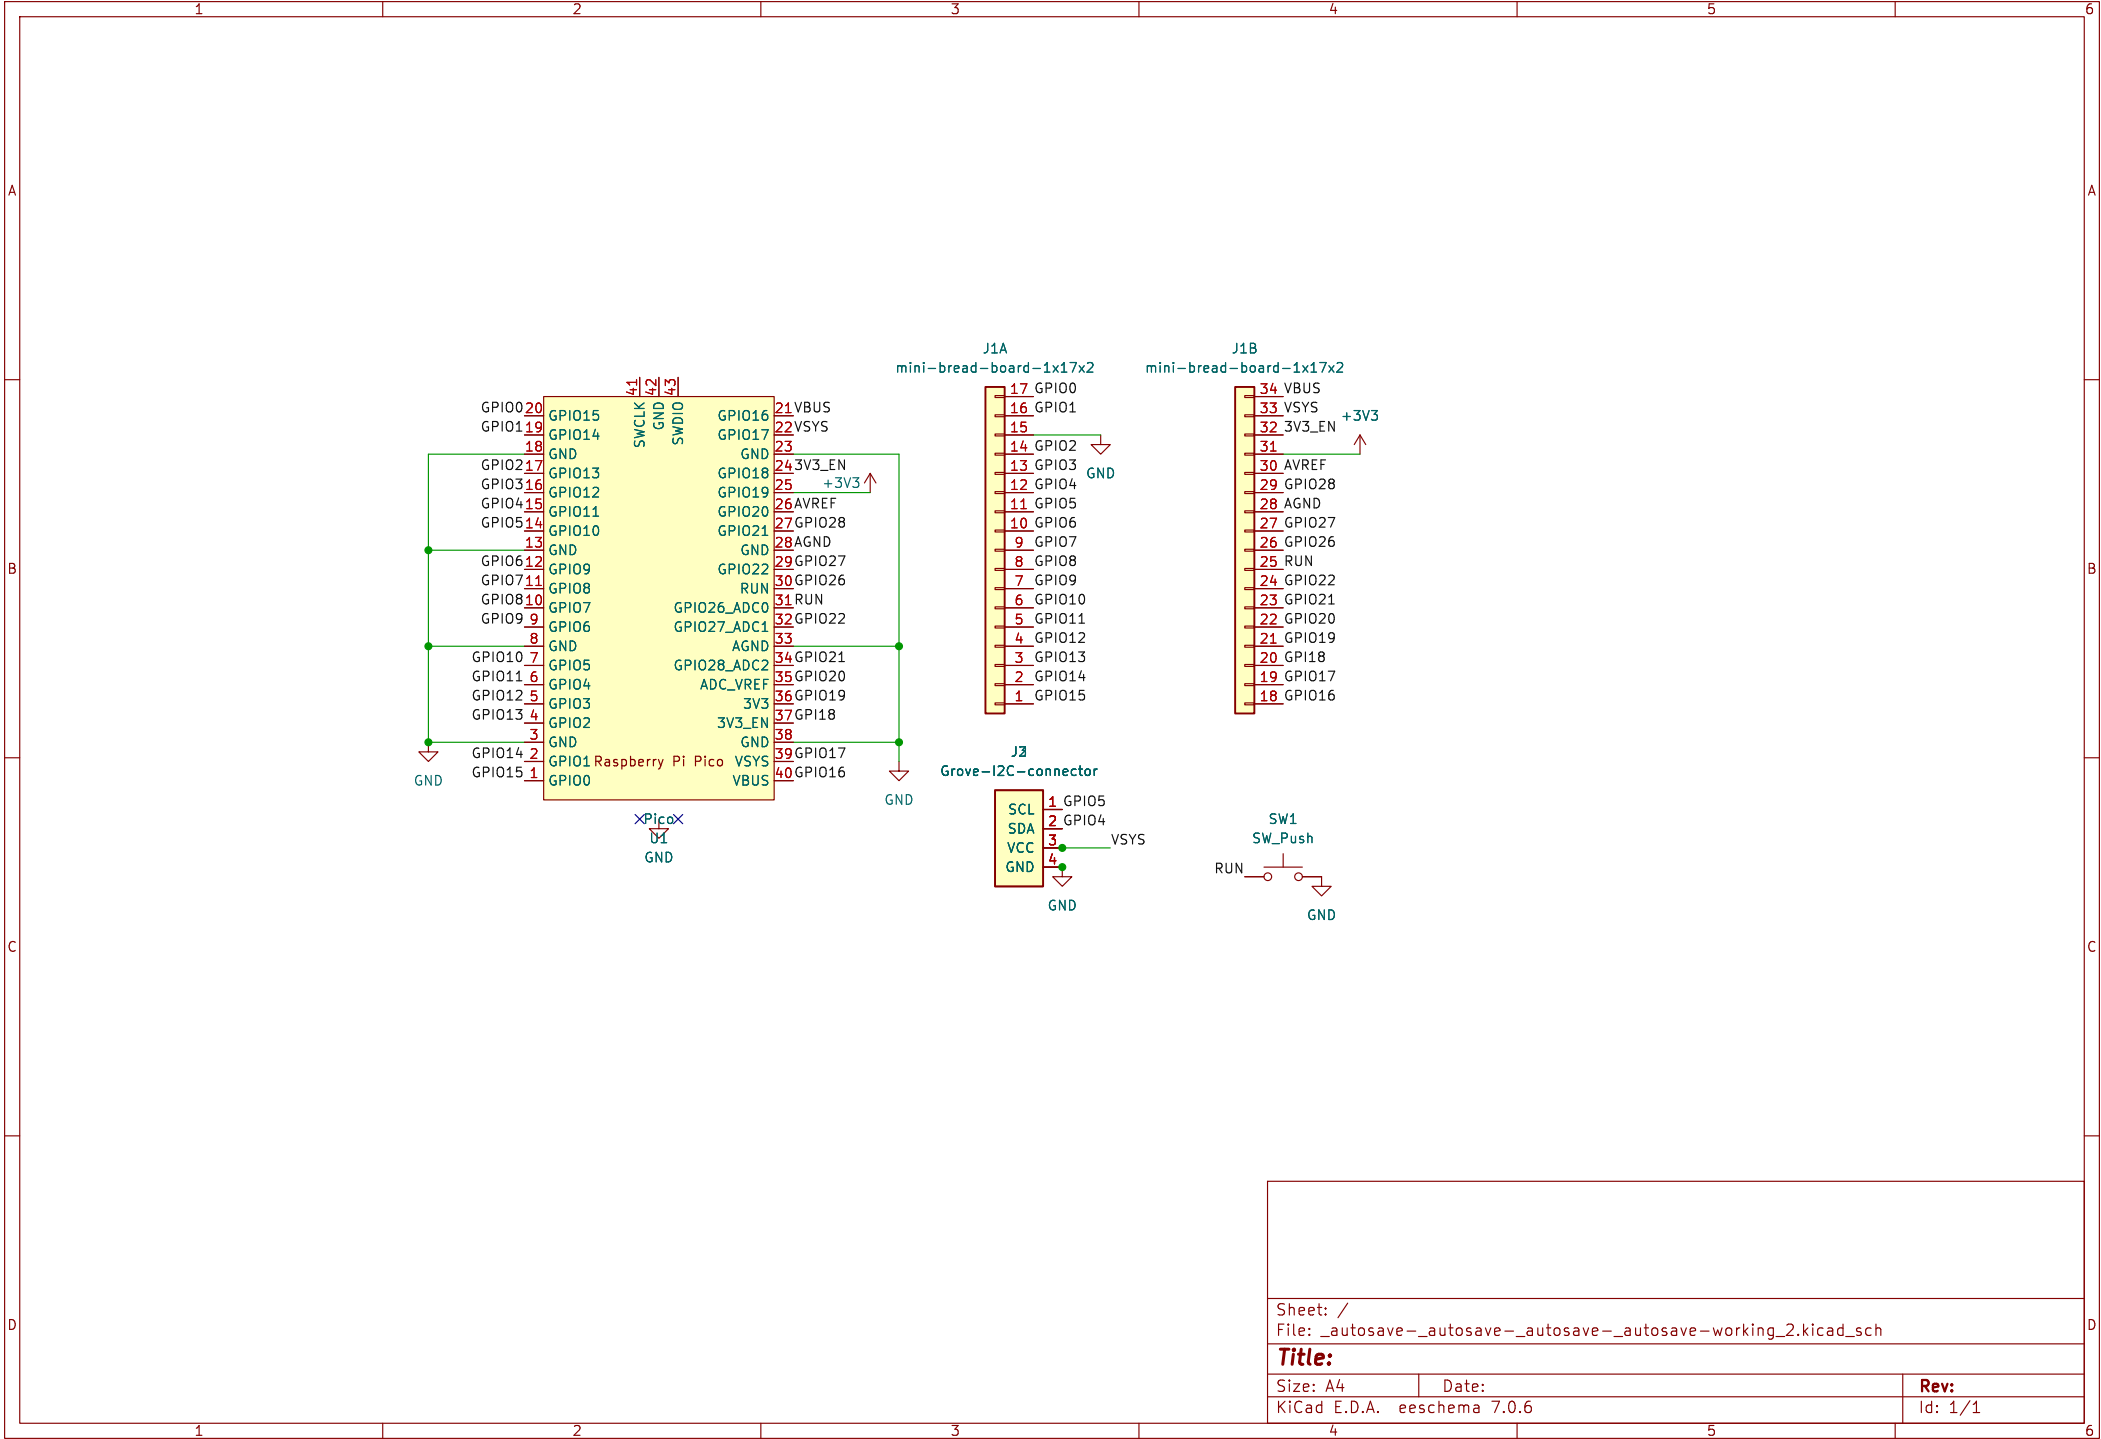 1 2 3 4 5 6
A A
B B
C C
D D
1 2 3 4 5 6
41 42 43
SWCLK GND SWDIO
GPIO0 20 GPIO15 GPIO16 21 VBUS
GPIO1 19 GPIO14 GPIO17 22 VSYS
18 GND GND 23
GPIO2 17 GPIO13 GPIO18 24 3V3_EN
GPIO3 16 GPIO12 GPIO19 25 +3V3
GPIO4 15 GPIO11 GPIO20 26 AVREF
GPIO5 14 GPIO10 GPIO21 27 GPIO28
13 GND GND 28 AGND
GPIO6 12 GPIO9 GPIO22 29 GPIO27
GPIO7 11 GPIO8 RUN 30 GPIO26
GPIO8 10 GPIO7 GPIO26_ADC0 31 RUN
GPIO9 9 GPIO6 GPIO27_ADC1 32 GPIO22
8 GND AGND 33
GPIO10 7 GPIO5 GPIO28_ADC2 34 GPIO21
GPIO11 6 GPIO4 ADC_VREF 35 GPIO20
GPIO12 5 GPIO3 3V3 36 GPIO19
GPIO13 4 GPIO2 3V3_EN 37 GPI18
3 GND GND 38
GPIO14 2 GPIO1 Raspberry Pi Pico VSYS 39 GPIO17
GPIO15 1 GPIO0 VBUS 40 GPIO16
GND
GND
Pico
U1
GND
J1A
mini-bread-board-1x17x2
17 GPIO0
16 GPIO1
15
14 GPIO2
GND
13 GPIO3
12 GPIO4
11 GPIO5
10 GPIO6
9 GPIO7
8 GPIO8
7 GPIO9
6 GPIO10
5 GPIO11
4 GPIO12
3 GPIO13
2 GPIO14
1 GPIO15
J1B
mini-bread-board-1x17x2
34 VBUS
33 VSYS
+3V3
32 3V3_EN
31
30 AVREF
29 GPIO28
28 AGND
27 GPIO27
26 GPIO26
25 RUN
24 GPIO22
23 GPIO21
22 GPIO20
21 GPIO19
20 GPI18
19 GPIO17
18 GPIO16
Grove-I2C-connector
SCL 1 GPIO5
SDA 2 GPIO4
VCC 3 VSYS
GND 4
GND
SW1
SW_Push
RUN
GND
Sheet: /
File: _autosave-_autosave-_autosave-_autosave-working_2.kicad_sch
Title:
Size: A4 Date: Rev:
KiCad E.D.A. eeschema 7.0.6 Id: 1/1